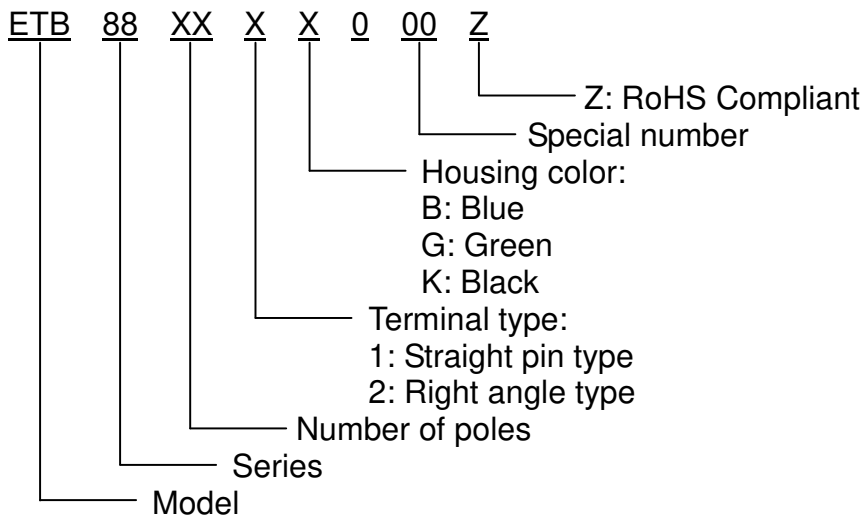 ETB 88 XX X X 0 00 Z
Z: RoHS Compliant
Special number
Housing color:
B: Blue
G: Green
K: Black
Terminal type:
1: Straight pin type
2: Right angle type
Number of poles
Series
Model